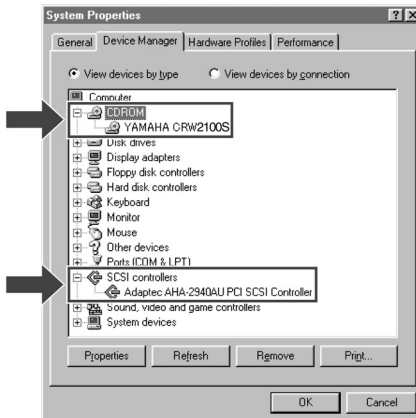 System Properties
General Device Manager Hardware Profiles Performance
View devices by type View devices by connection
Computer
CDROM
YAMAHA CRW2100S
Disk drives
Display adapters
Floppy disk controllers
Hard disk controllers
Keyboard
Monitor
Mouse
Other devices
Ports (COM & LPT)
SCSI controllers
Adaptec AHA-2940AU PCI SCSI Controller
Sound, video and game controllers
System devices
Properties Refresh Remove Print...
OK Cancel